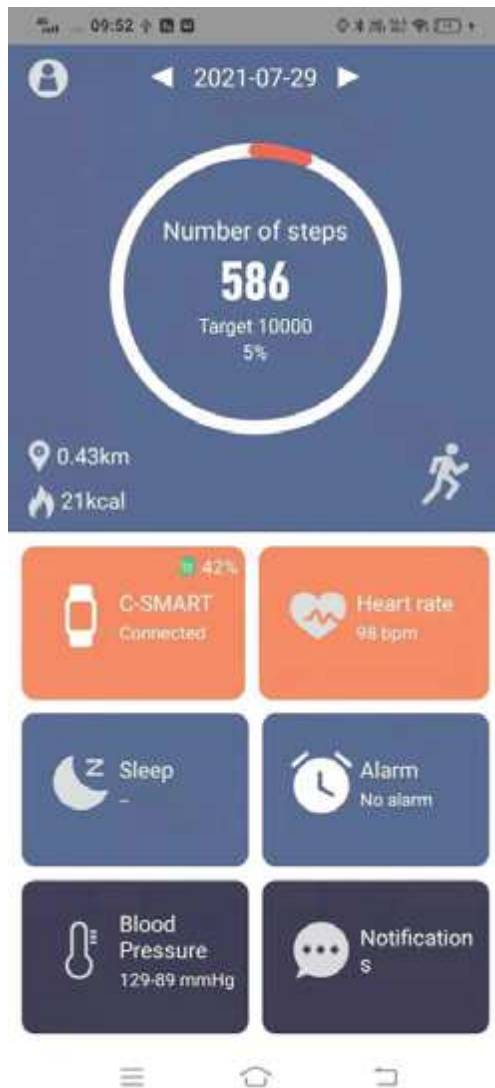 09:52
2021-07-29
Number of steps
586
Target 10000
5%
0.43km
21kcal
42%
C-SMART
Connected
Heart rate
98 bpm
Sleep
–
Alarm
No alarm
Blood
Pressure
129-89 mmHg
Notification
s